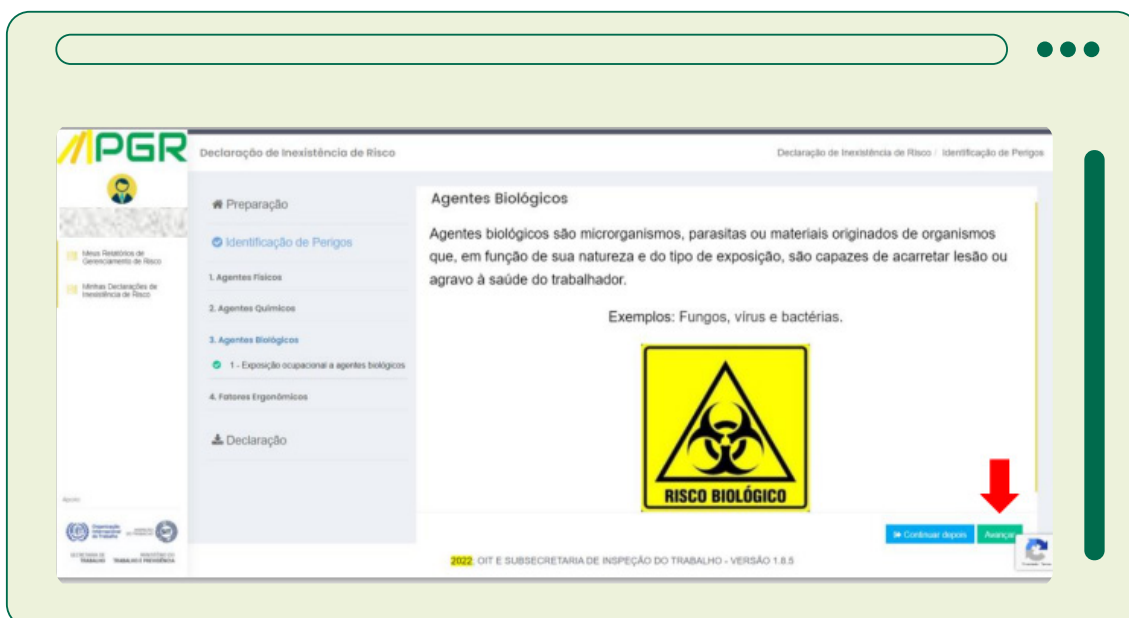 PGR
Declaração de Inexistência de Risco
Declaração de Inexistência de Risco / Identificação de Perigos
Meus Relatórios de
Gerenciamento de Risco
Minhas Declarações de
Inexistência de Risco
Preparação
Identificação de Perigos
1. Agentes Físicos
2. Agentes Químicos
3. Agentes Biológicos
1 - Exposição ocupacional a agentes biológicos
4. Fatores Ergonômicos
Declaração
Agentes Biológicos
Agentes biológicos são microrganismos, parasitas ou materiais originados de organismos
que, em função de sua natureza e do tipo de exposição, são capazes de acarretar lesão ou
agravo à saúde do trabalhador.
Exemplos: Fungos, vírus e bactérias.
RISCO BIOLÓGICO
Continuar depois
Avançar
Organização
Internacional
do Trabalho
2022. OIT E SUBSECRETARIA DE INSPEÇÃO DO TRABALHO - VERSÃO 1.8.5